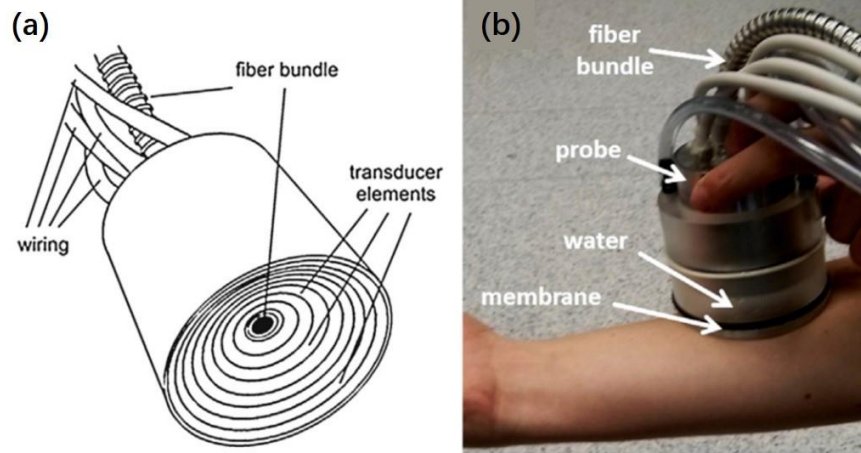 (a)
fiber bundle
transducer
elements
wiring
(b)
fiber
bundle
probe
water
membrane